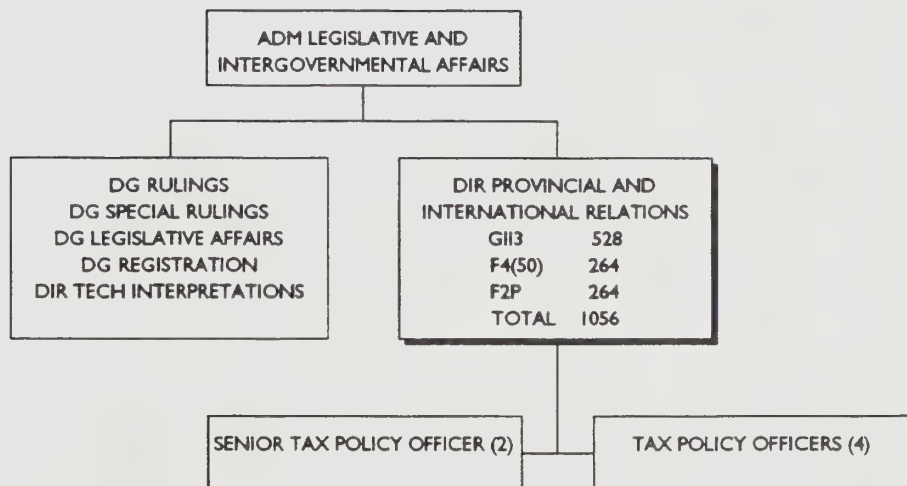 ADM LEGISLATIVE AND
INTERGOVERNMENTAL AFFAIRS
DG RULINGS
DG SPECIAL RULINGS
DG LEGISLATIVE AFFAIRS
DG REGISTRATION
DIR TECH INTERPRETATIONS
DIR PROVINCIAL AND
INTERNATIONAL RELATIONS
GII3 528
F4(50) 264
F2P 264
TOTAL 1056
SENIOR TAX POLICY OFFICER (2)
TAX POLICY OFFICERS (4)